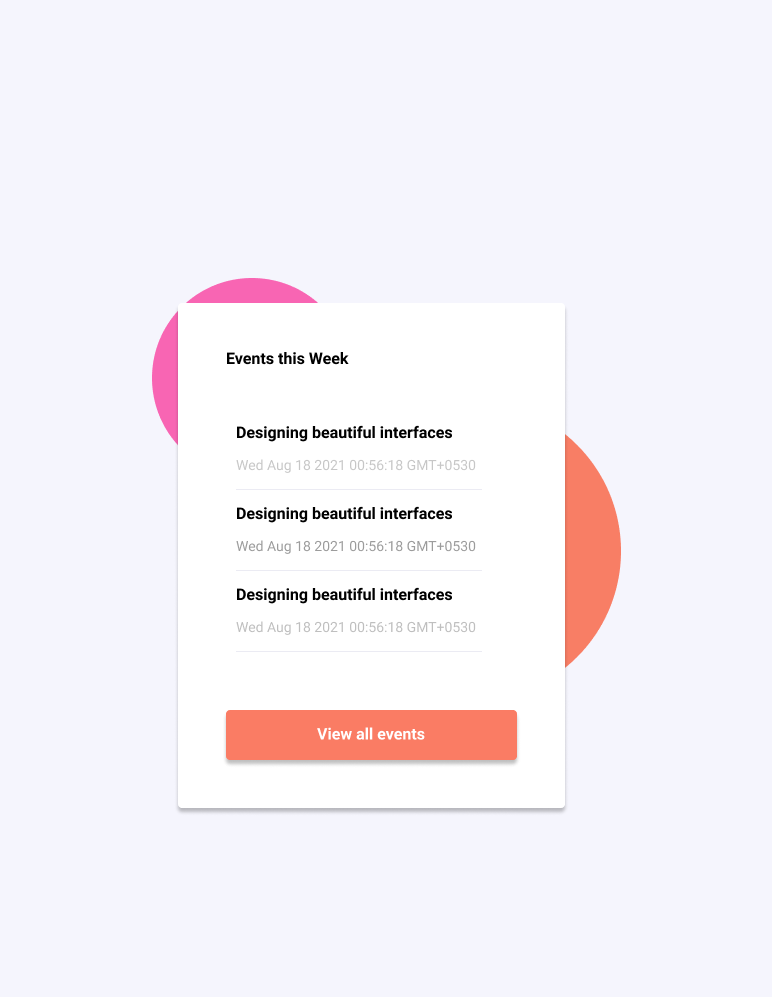 Events this Week
Designing beautiful interfaces
Wed Aug 18 2021 00:56:18 GMT+0530
Designing beautiful interfaces
Wed Aug 18 2021 00:56:18 GMT+0530
Designing beautiful interfaces
Wed Aug 18 2021 00:56:18 GMT+0530
View all events